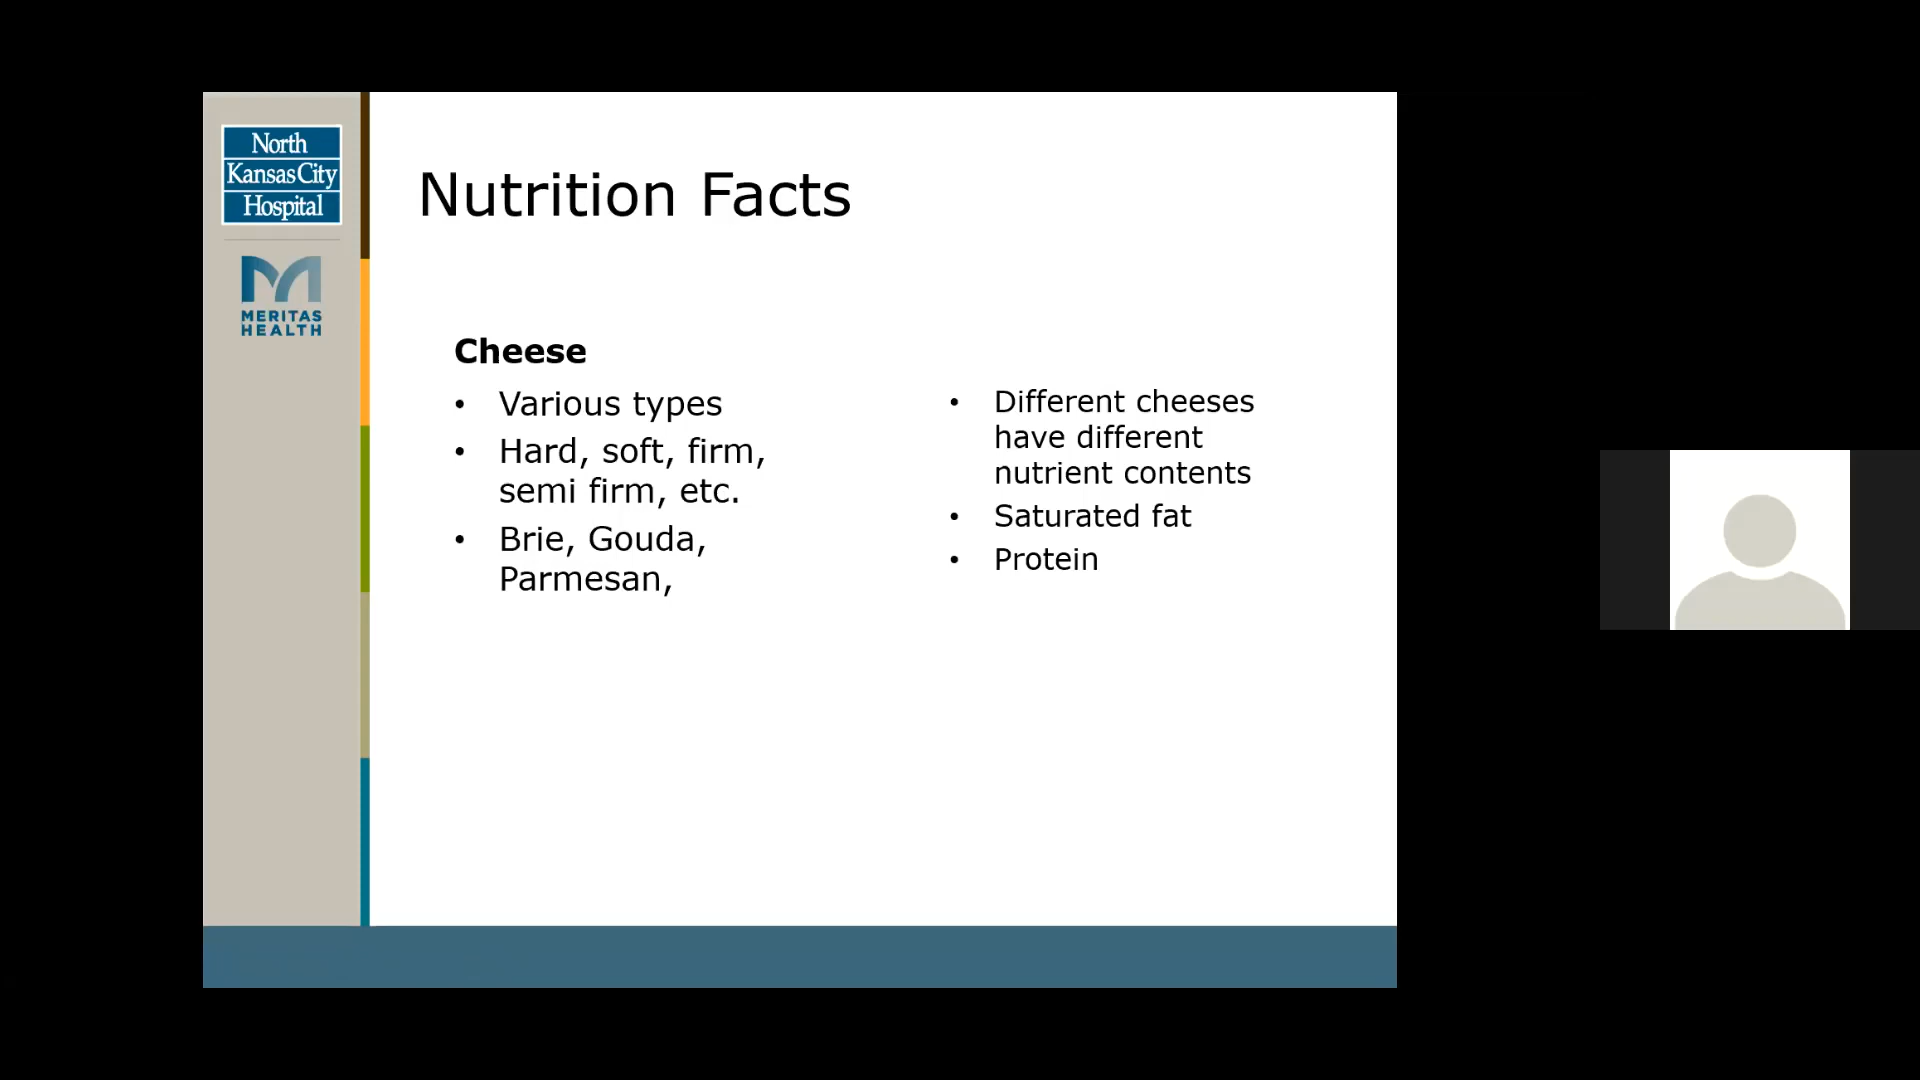 North
Kansas City
Hospital
MERITAS
HEALTH
Nutrition Facts
Cheese
• Various types
• Hard, soft, firm,
semi firm, etc.
• Brie, Gouda,
Parmesan,
• Different cheeses
have different
nutrient contents
• Saturated fat
• Protein